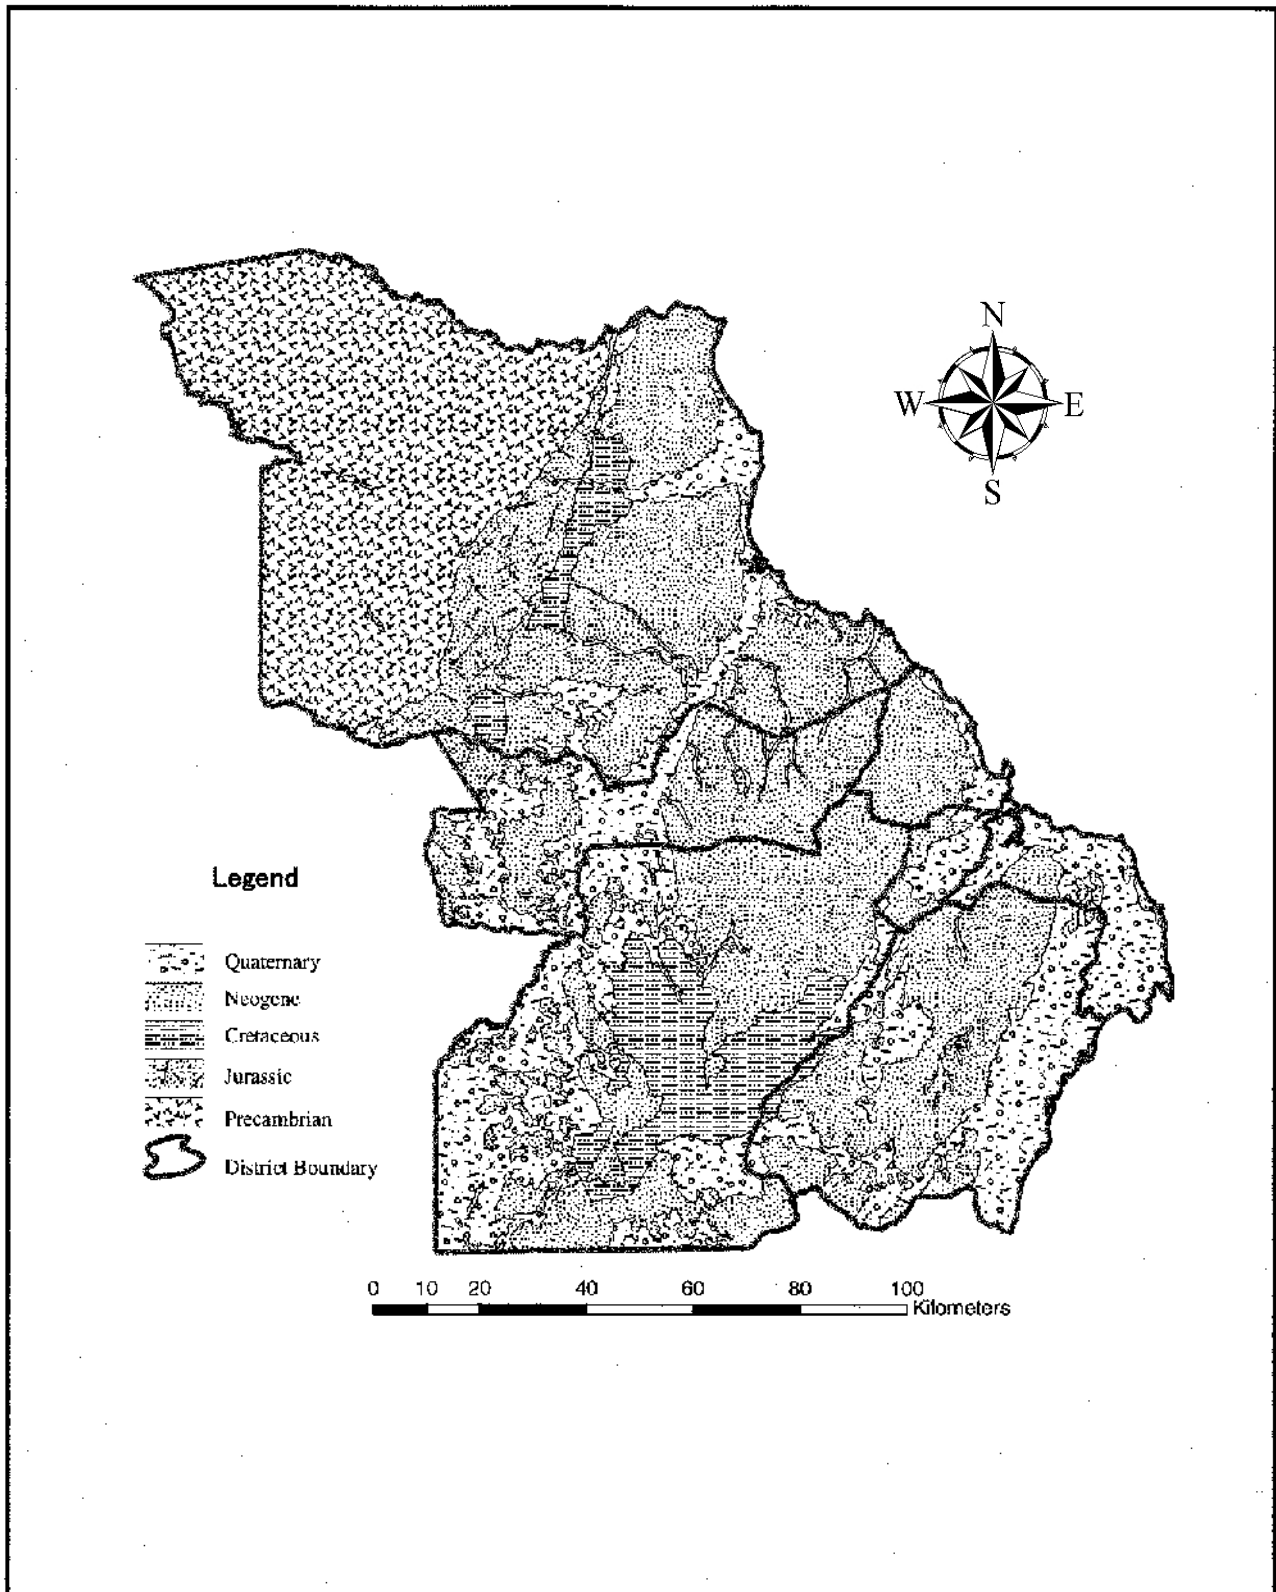 N
W E
S
Legend
Quaternary
Neogene
Cretaceous
Jurassic
Precambrian
District Boundary
0 10 20 40 60 80 100
Kilometers